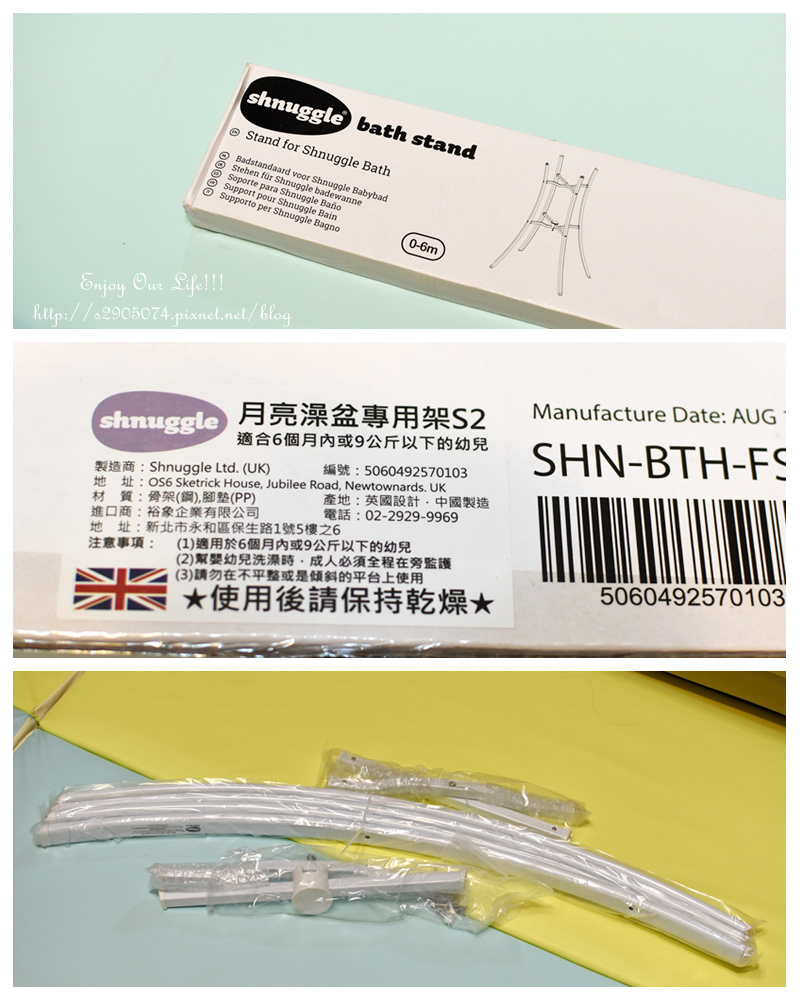 shnuggle® bath stand
EN Stand for Shnuggle Bath
Badstandaard voor Shnuggle Babybad
Stehen für Shnuggle badewanne
Soporte para Shnuggle Baño
Support pour Shnuggle Bain
Supporto per Shnuggle Bagno
0-6m
Enjoy Our Life!!!
http://s2905074.pixnet.net/blog
shnuggle 月亮澡盆專用架S2
適合6個月內或9公斤以下的幼兒
製造商：Shnuggle Ltd. (UK) 編號：5060492570103
地 址：OS6 Sketrick House, Jubilee Road, Newtownards. UK
材 質：骨架(鋼),腳墊(PP) 產地：英國設計．中國製造
進口商：裕象企業有限公司 電話：02-2929-9969
地 址：新北市永和區保生路1號5樓之6
注意事項： (1)適用於6個月內或9公斤以下的幼兒
(2)幫嬰幼兒洗澡時，成人必須全程在旁監護
(3)請勿在不平整或是傾斜的平台上使用
★使用後請保持乾燥★
Manufacture Date: AUG
SHN-BTH-FS
5060492570103